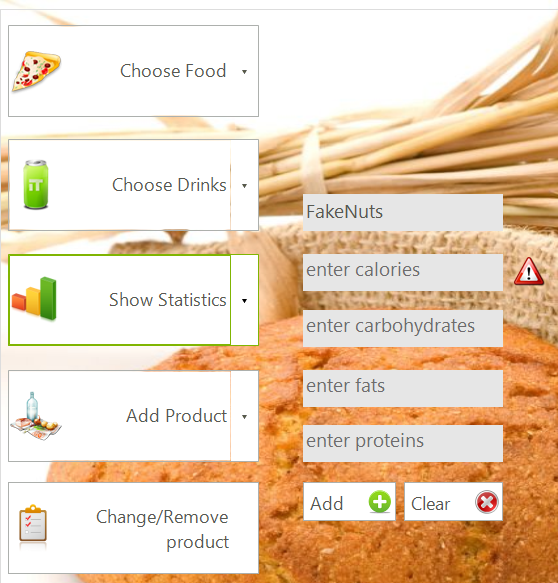 Choose Food
iT
Choose Drinks
FakeNuts
enter calories
Show Statistics
enter carbohydrates
enter fats
Add Product
enter proteins
Add
Clear
Change/Remove
product